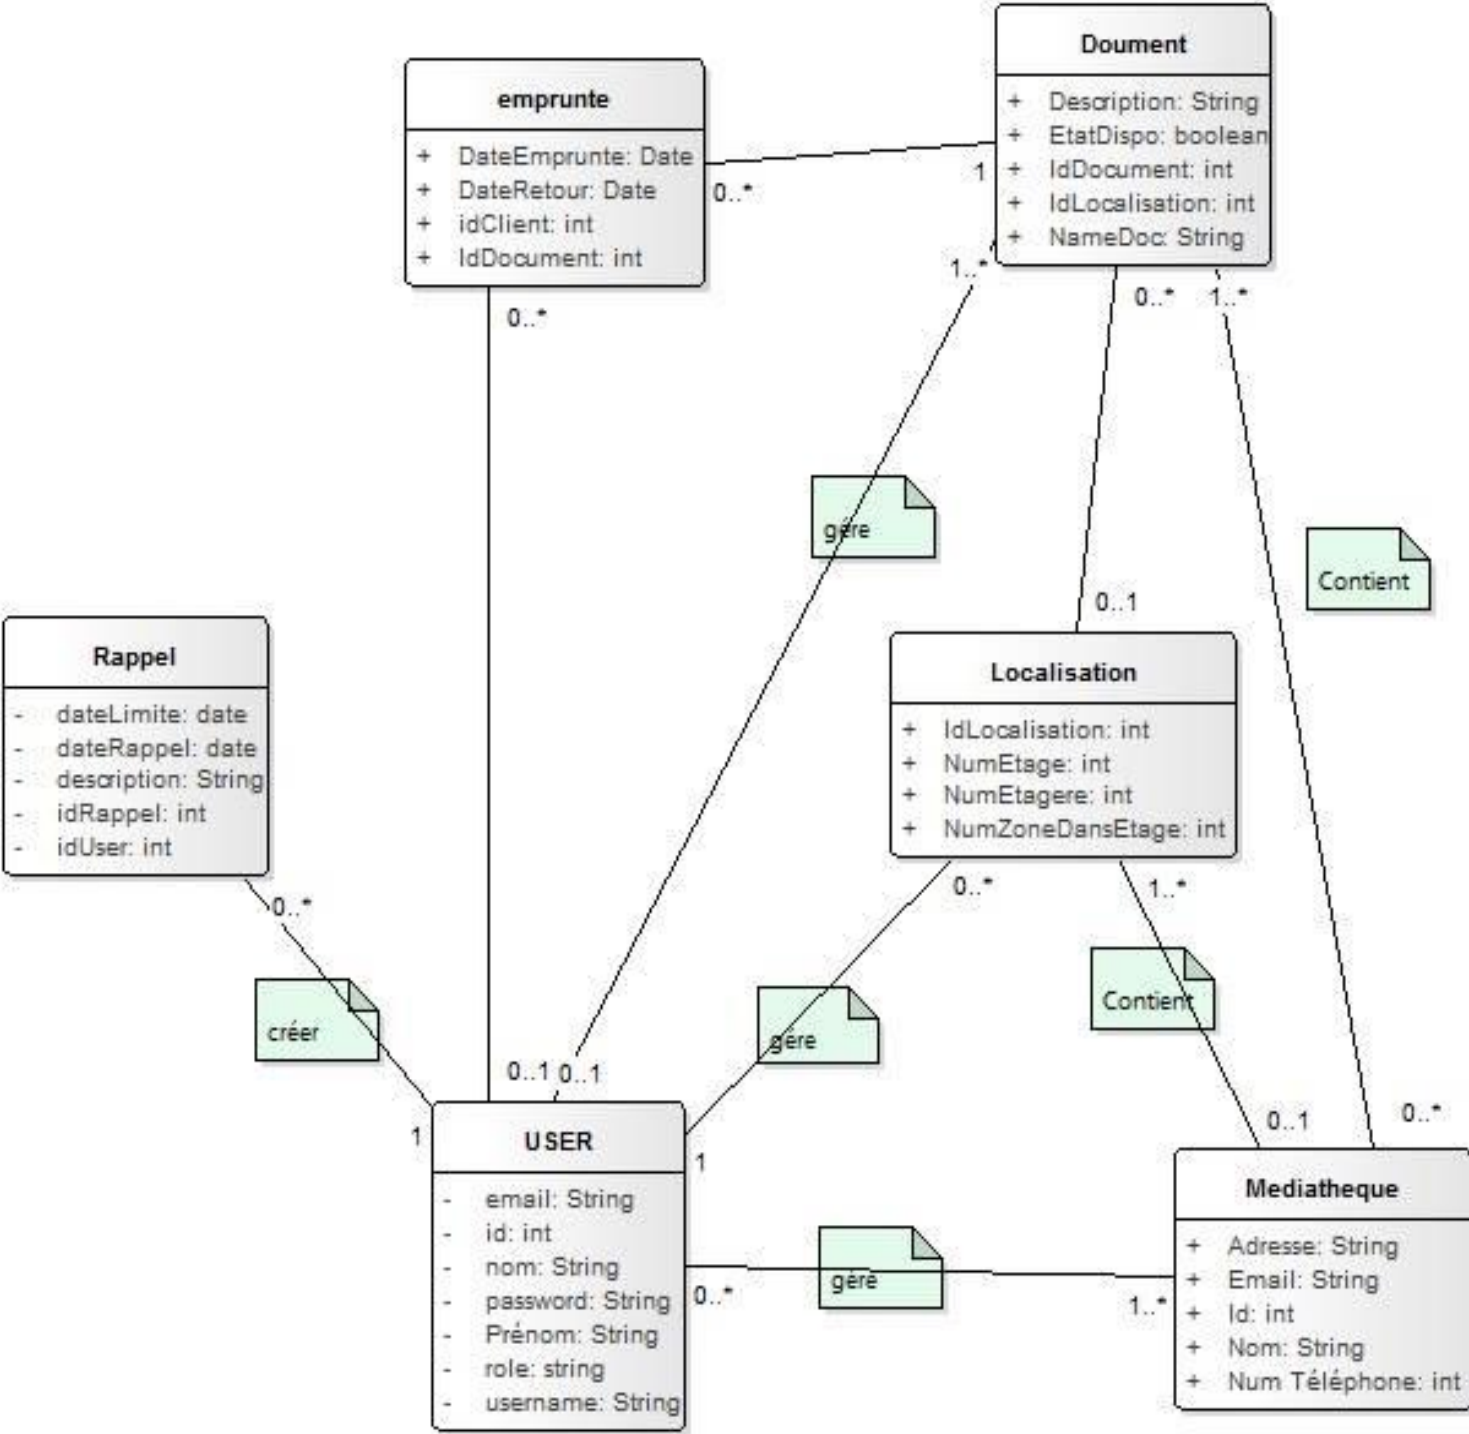 Doument
+ Description: String
+ EtatDispo: boolean
+ IdDocument: int
+ IdLocalisation: int
+ NameDoc: String
emprunte
+ DateEmprunte: Date
+ DateRetour: Date
+ idClient: int
+ IdDocument: int
0..*
1
1..*
0..*
1..*
0..*
gére
Contient
0..1
Rappel
- dateLimite: date
- dateRappel: date
- description: String
- idRappel: int
- idUser: int
Localisation
+ IdLocalisation: int
+ NumEtage: int
+ NumEtagere: int
+ NumZoneDansEtage: int
0..*
0..*
1..*
créer
gére
Contient
0..1
0..1
1
1
0..1
0..*
USER
- email: String
- id: int
- nom: String
- password: String
- Prénom: String
- role: string
- username: String
0..*
gére
1..*
Mediatheque
+ Adresse: String
+ Email: String
+ Id: int
+ Nom: String
+ Num Téléphone: int